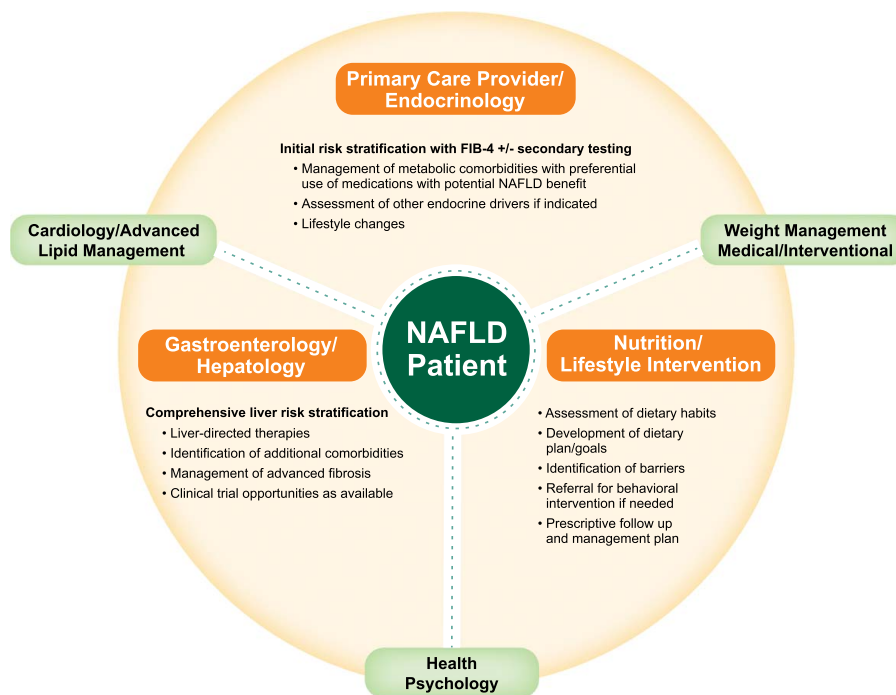 Primary Care Provider/
Endocrinology
Initial risk stratification with FIB-4 +/- secondary testing
• Management of metabolic comorbidities with preferential
use of medications with potential NAFLD benefit
• Assessment of other endocrine drivers if indicated
• Lifestyle changes
Cardiology/Advanced
Lipid Management
Weight Management
Medical/Interventional
NAFLD
Patient
Gastroenterology/
Hepatology
Comprehensive liver risk stratification
• Liver-directed therapies
• Identification of additional comorbidities
• Management of advanced fibrosis
• Clinical trial opportunities as available
Nutrition/
Lifestyle Intervention
• Assessment of dietary habits
• Development of dietary
plan/goals
• Identification of barriers
• Referral for behavioral
intervention if needed
• Prescriptive follow up
and management plan
Health
Psychology